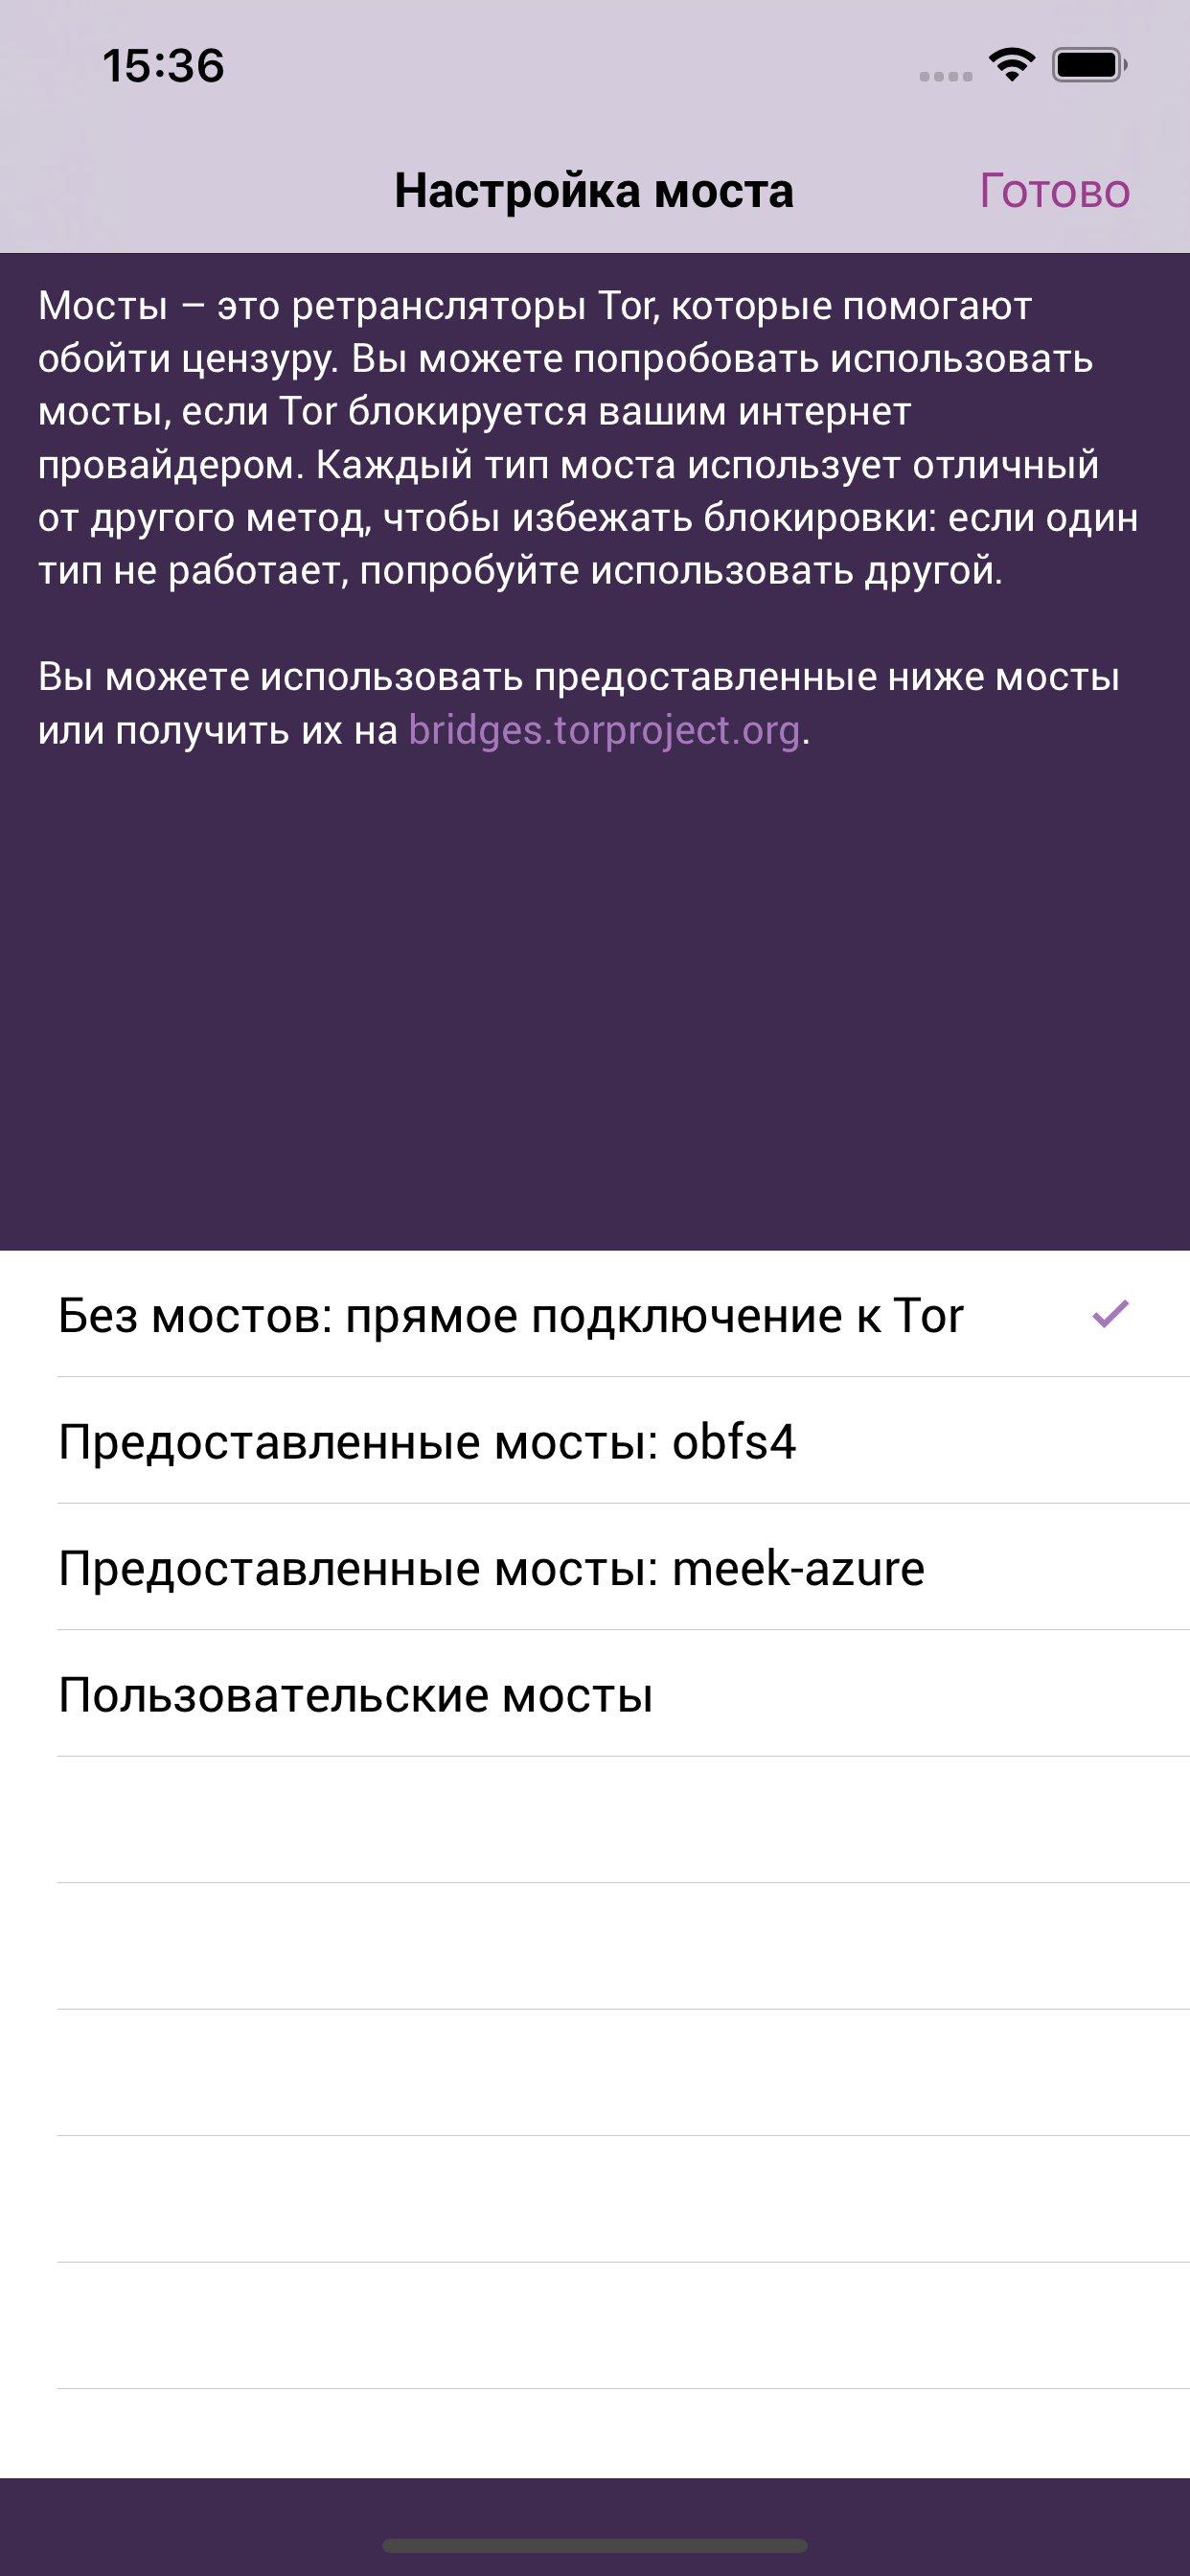 15:36
Настройка моста
Готово
Мосты – это ретрансляторы Tor, которые помогают
обойти цензуру. Вы можете попробовать использовать
мосты, если Tor блокируется вашим интернет
провайдером. Каждый тип моста использует отличный
от другого метод, чтобы избежать блокировки: если один
тип не работает, попробуйте использовать другой.
Вы можете использовать предоставленные ниже мосты
или получить их на bridges.torproject.org.
Без мостов: прямое подключение к Tor
Предоставленные мосты: obfs4
Предоставленные мосты: meek-azure
Пользовательские мосты